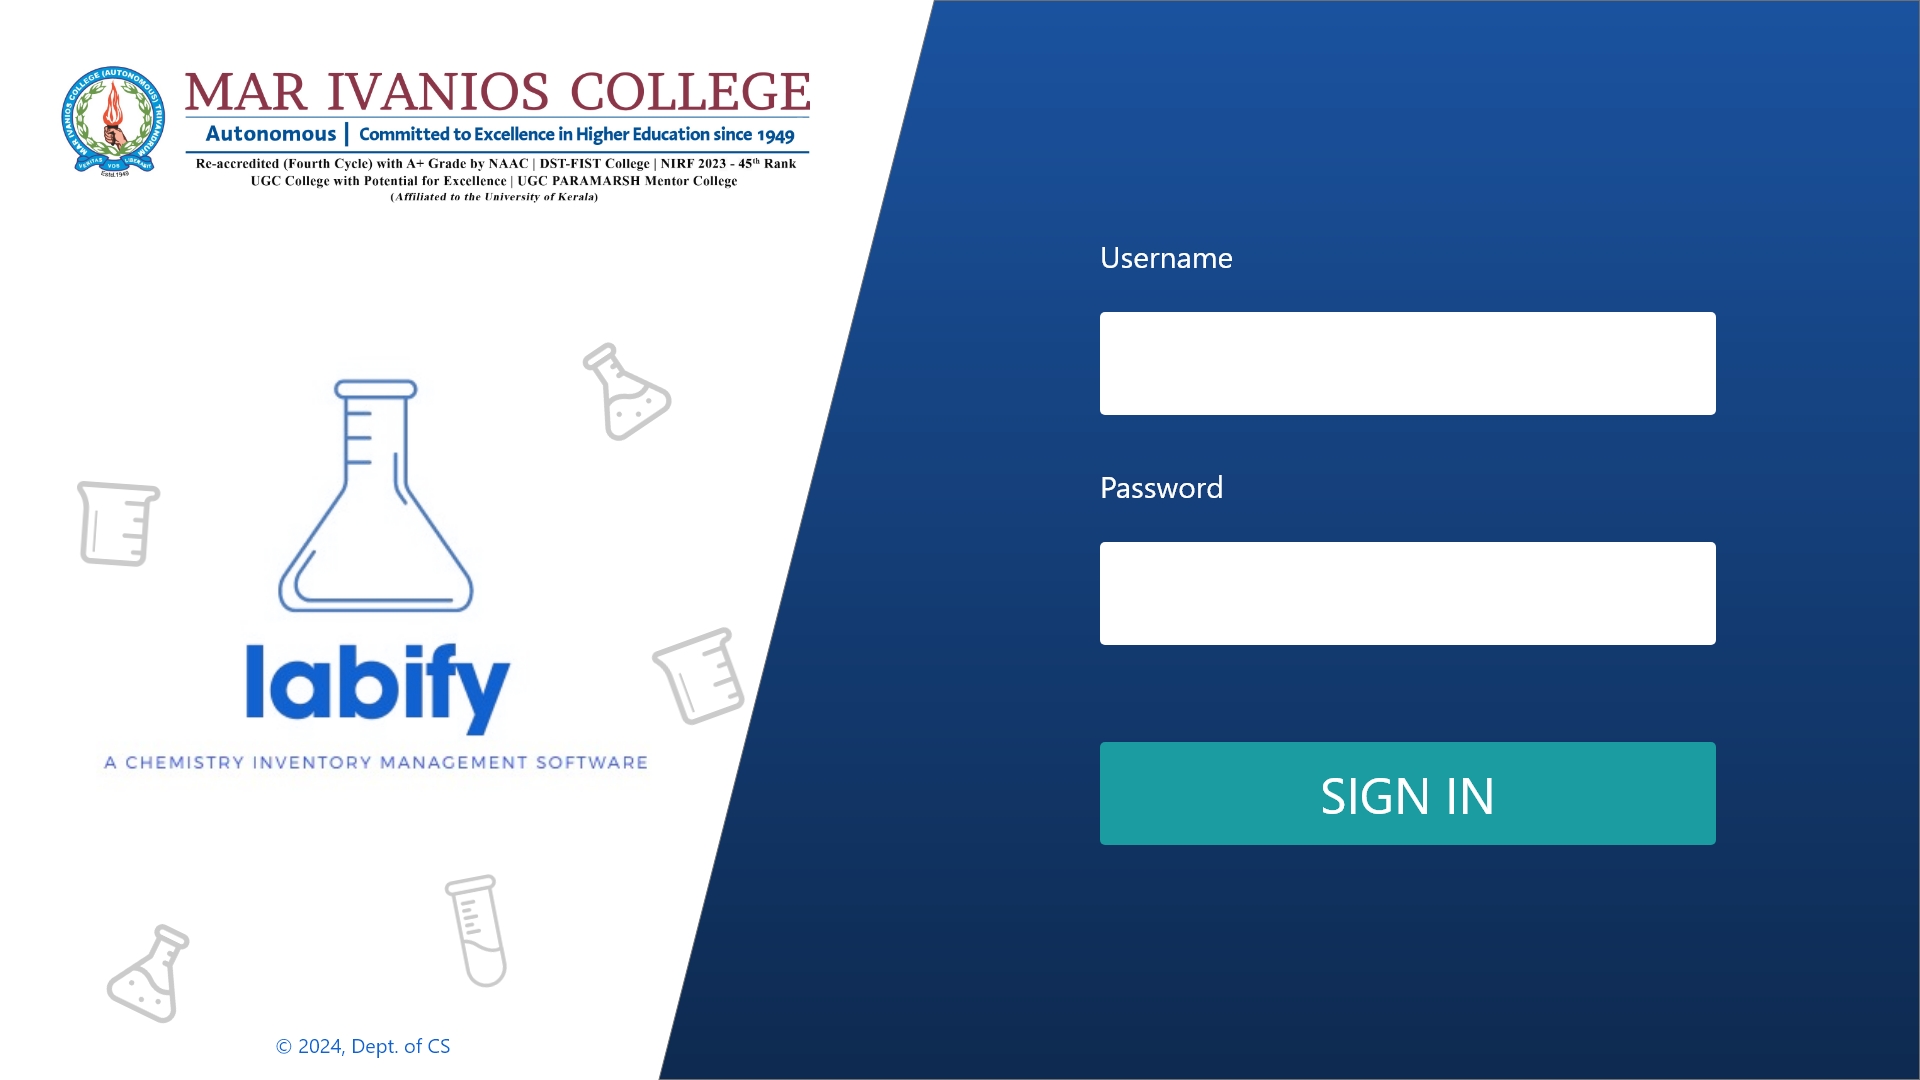 MAR IVANIOS COLLEGE (AUTONOMOUS) TRIVANDRUM
VERITAS VOS LIBERABIT
Estd.1949
MAR IVANIOS COLLEGE
Autonomous | Committed to Excellence in Higher Education since 1949
Re-accredited (Fourth Cycle) with A+ Grade by NAAC | DST-FIST College | NIRF 2023 - 45th Rank
UGC College with Potential for Excellence | UGC PARAMARSH Mentor College
(Affiliated to the University of Kerala)
labify
A CHEMISTRY INVENTORY MANAGEMENT SOFTWARE
© 2024, Dept. of CS
Username
Password
SIGN IN